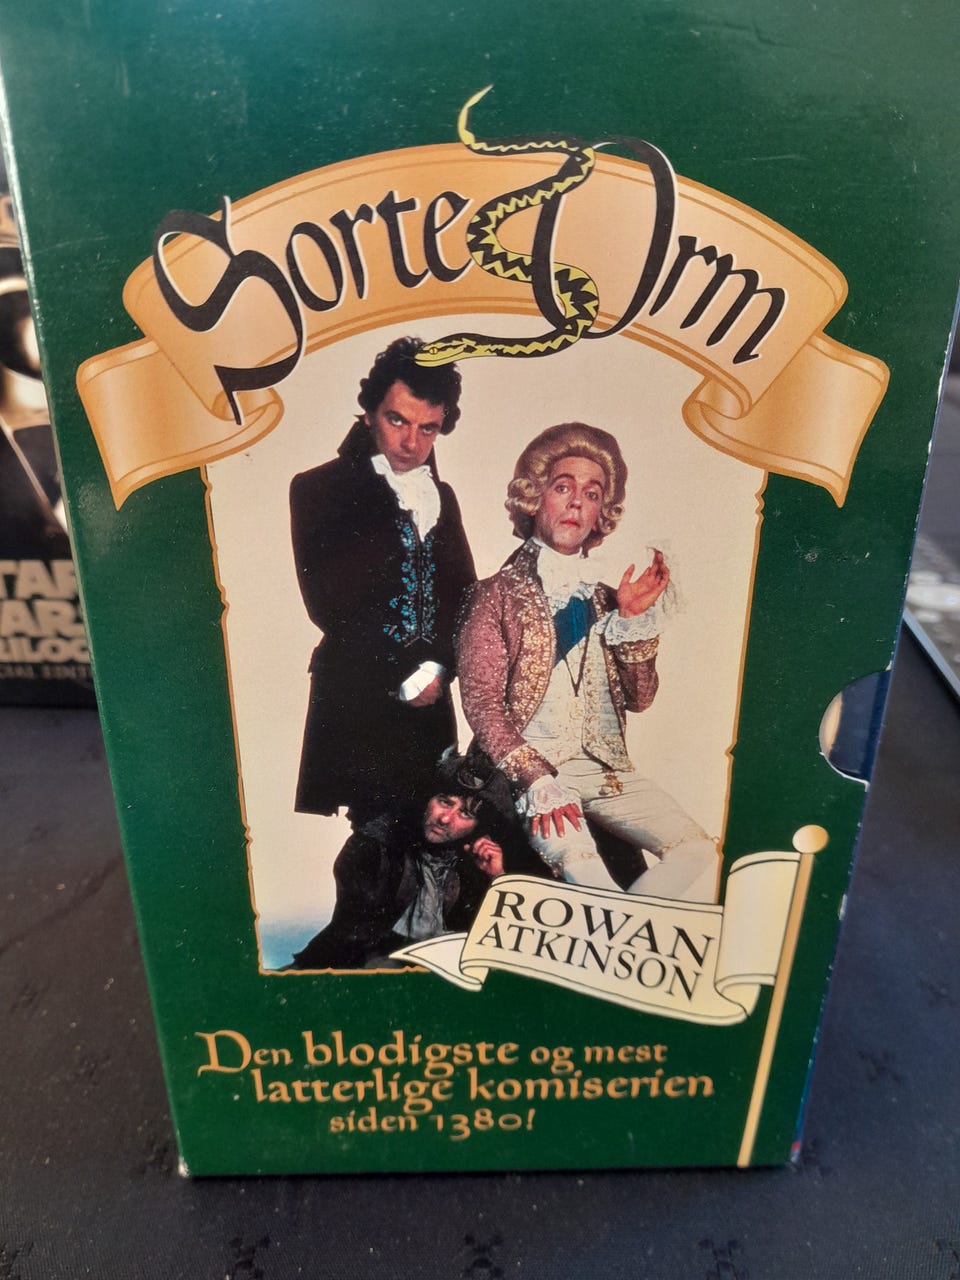 Sorte Orm
ROWAN
ATKINSON
Den blodigste og mest
latterlige komiserien
siden 1380!